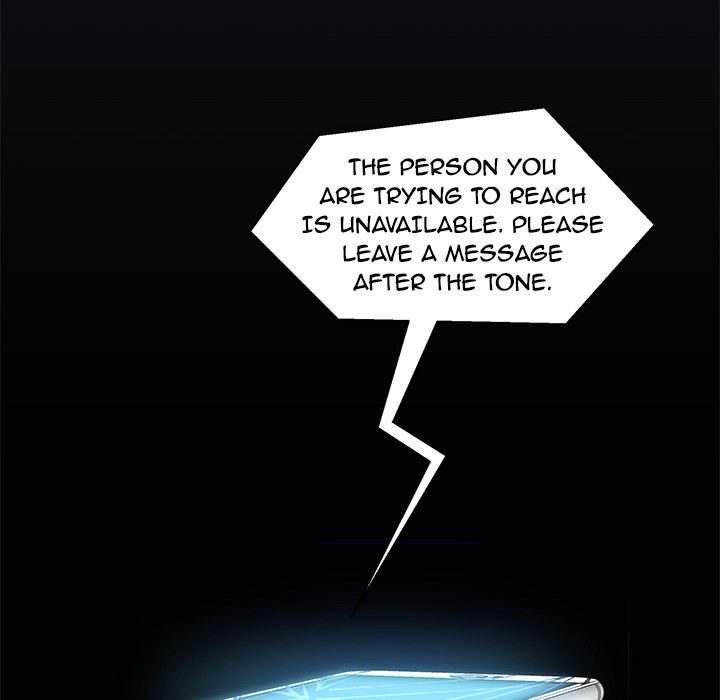 THE PERSON YOU
ARE TRYING TO REACH
IS UNAVAILABLE. PLEASE
LEAVE A MESSAGE
AFTER THE TONE.